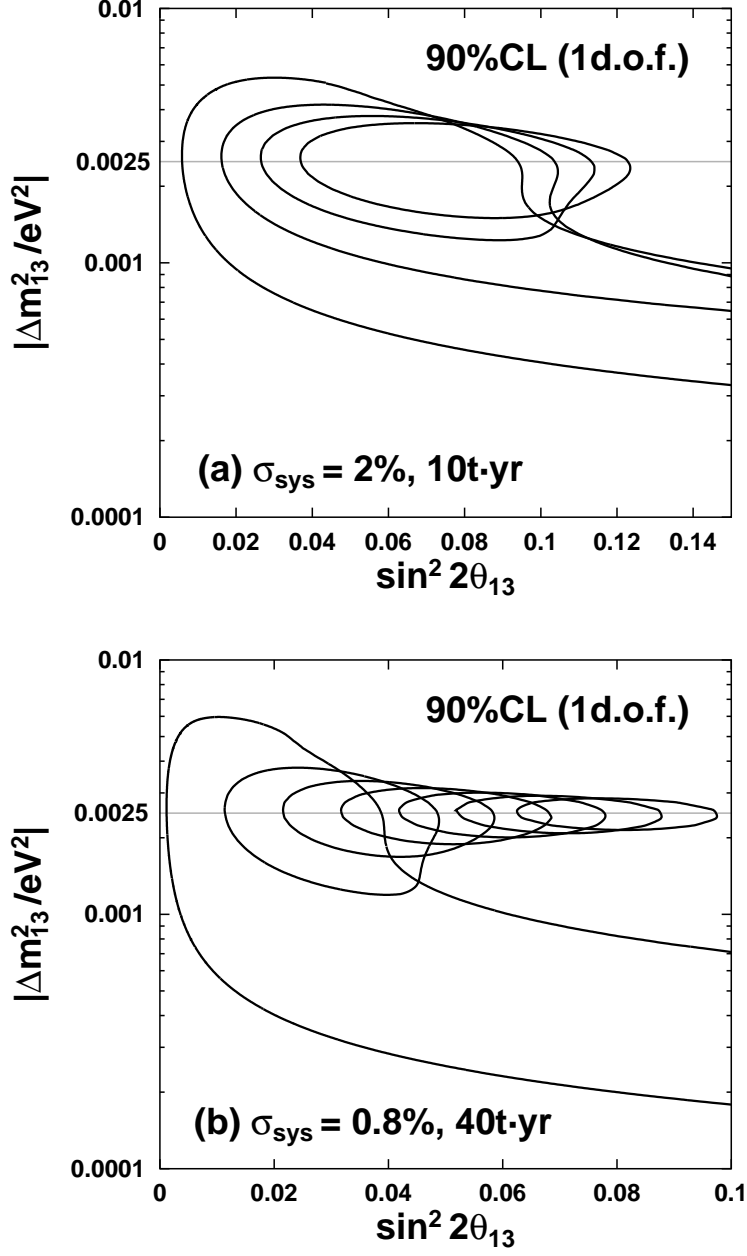 0.01
90%CL (1d.o.f.)
0.0025
0.001
0.0001
|Δm²₁₃/eV²|
(a) σsys = 2%, 10t·yr
0 0.02 0.04 0.06 0.08 0.1 0.12 0.14
sin² 2θ₁₃
0.01
90%CL (1d.o.f.)
0.0025
0.001
0.0001
|Δm²₁₃/eV²|
(b) σsys = 0.8%, 40t·yr
0 0.02 0.04 0.06 0.08 0.1
sin² 2θ₁₃